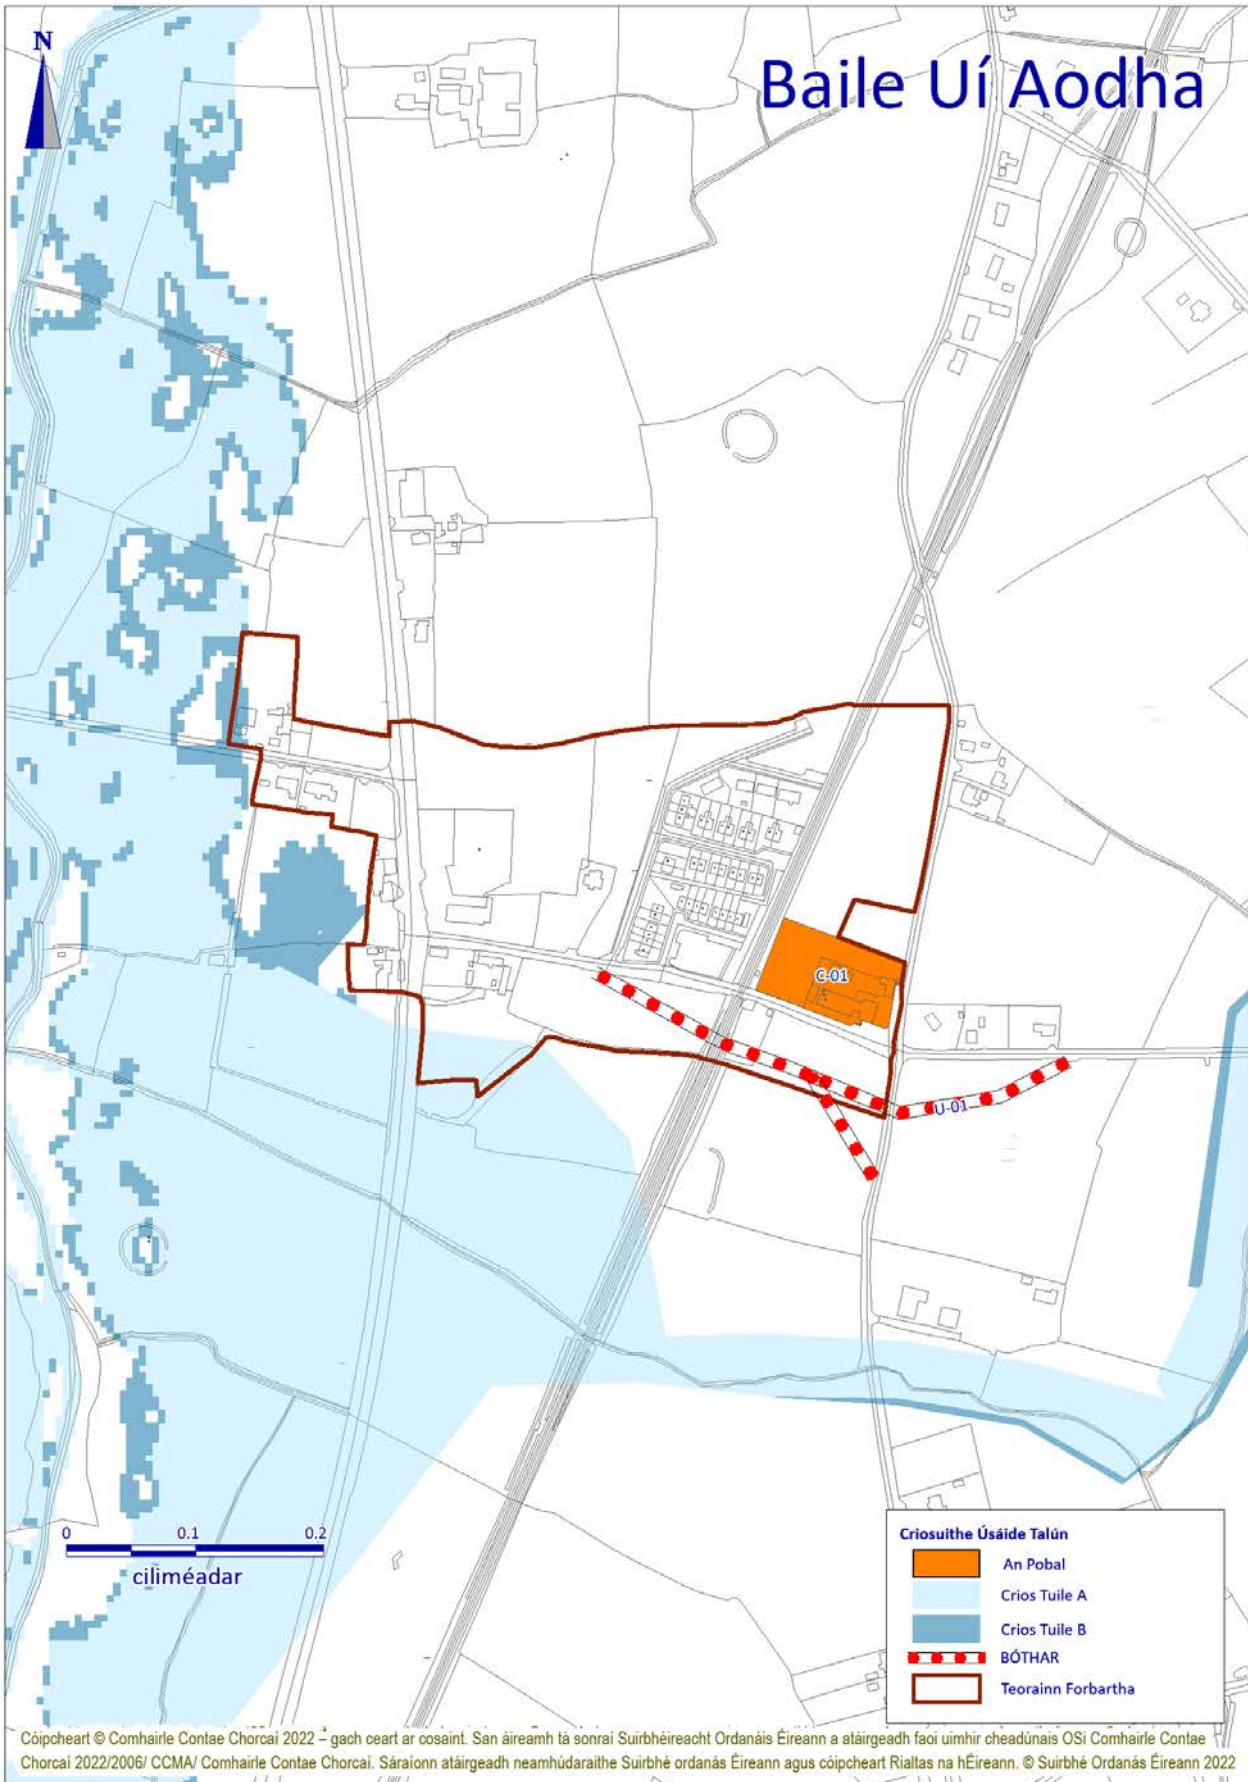 N
Baile Uí Aodha
C-01
U-01
0 0.1 0.2
ciliméadar
Criosuithe Úsáide Talún
An Pobal
Crios Tuile A
Crios Tuile B
BÓTHAR
Teorainn Forbartha
Cóipcheart © Comhairle Contae Chorcaí 2022 – gach ceart ar cosaint. San áireamh tá sonraí Suirbhéireacht Ordanáis Éireann a atáirgeadh faoi uimhir cheadúnais OSi Comhairle Contae
Chorcaí 2022/2006/ CCMA/ Comhairle Contae Chorcaí. Sáraíonn atáirgeadh neamhúdaraithe Suirbhé ordanás Éireann agus cóipcheart Rialtas na hÉireann. © Suirbhé Ordanás Éireann 2022